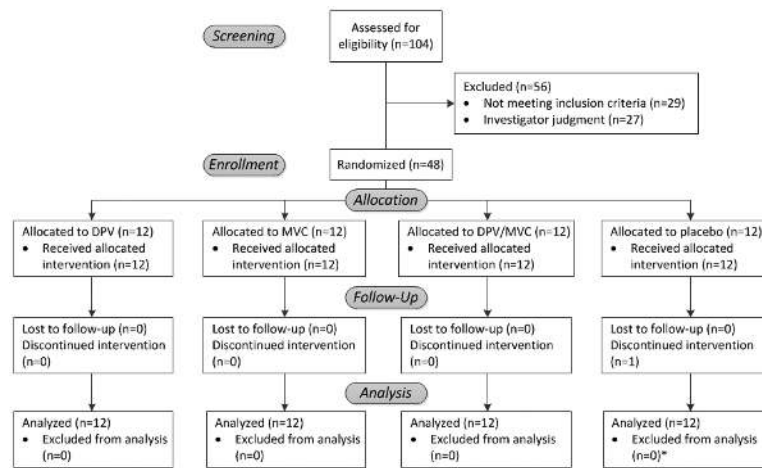 Screening
Assessed for
eligibility (n=104)
Excluded (n=56)
• Not meeting inclusion criteria (n=29)
• Investigator judgment (n=27)
Enrollment
Randomized (n=48)
Allocation
Allocated to DPV (n=12)
• Received allocated
intervention (n=12)
Allocated to MVC (n=12)
• Received allocated
intervention (n=12)
Allocated to DPV/MVC (n=12)
• Received allocated
intervention (n=12)
Allocated to placebo (n=12)
• Received allocated
intervention (n=12)
Follow-Up
Lost to follow-up (n=0)
Discontinued intervention
(n=0)
Lost to follow-up (n=0)
Discontinued intervention
(n=0)
Lost to follow-up (n=0)
Discontinued intervention
(n=0)
Lost to follow-up (n=0)
Discontinued intervention
(n=1)
Analysis
Analyzed (n=12)
• Excluded from analysis
(n=0)
Analyzed (n=12)
• Excluded from analysis
(n=0)
Analyzed (n=12)
• Excluded from analysis
(n=0)
Analyzed (n=12)
• Excluded from analysis
(n=0)*